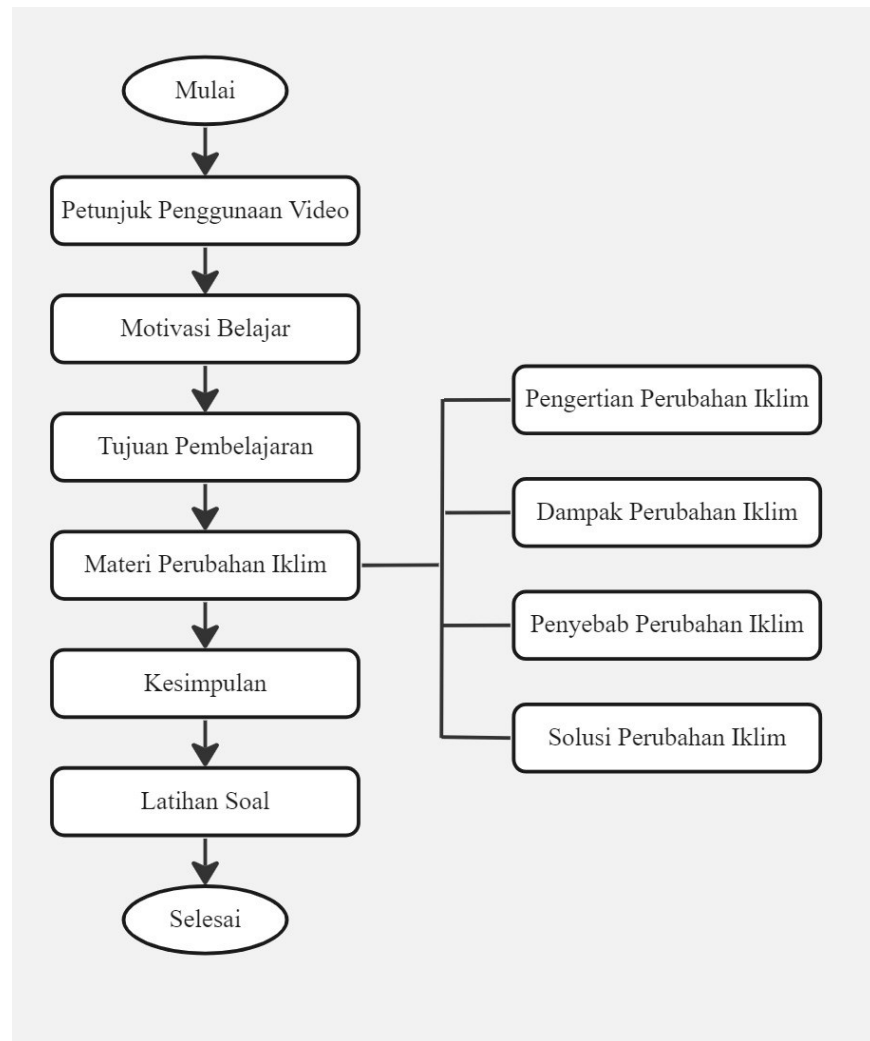 Mulai
Petunjuk Penggunaan Video
Motivasi Belajar
Tujuan Pembelajaran
Materi Perubahan Iklim
Kesimpulan
Latihan Soal
Selesai
Pengertian Perubahan Iklim
Dampak Perubahan Iklim
Penyebab Perubahan Iklim
Solusi Perubahan Iklim